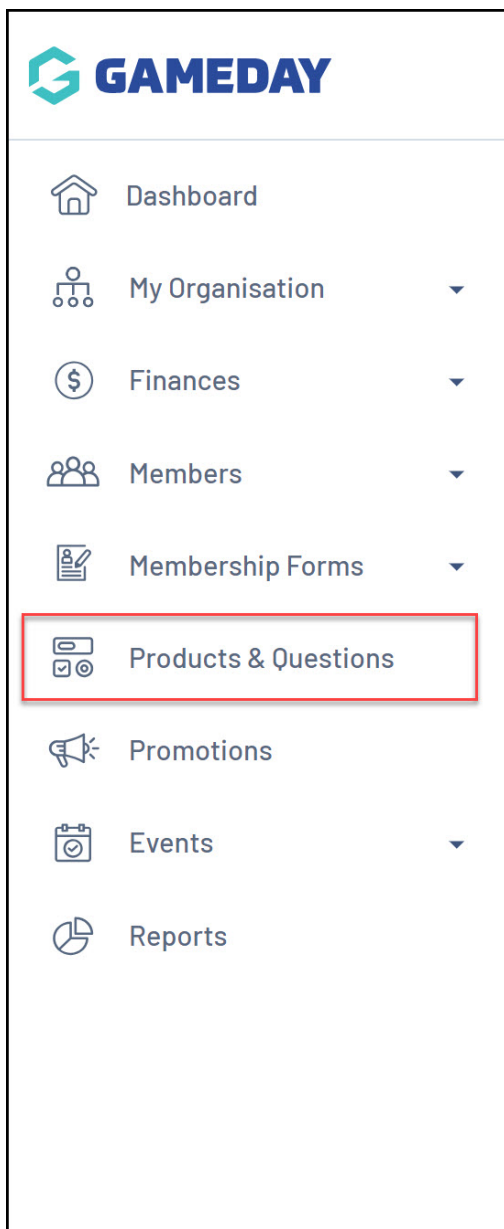 GAMEDAY
Dashboard
My Organisation
$ Finances
Members
Membership Forms
Products & Questions
Promotions
Events
Reports